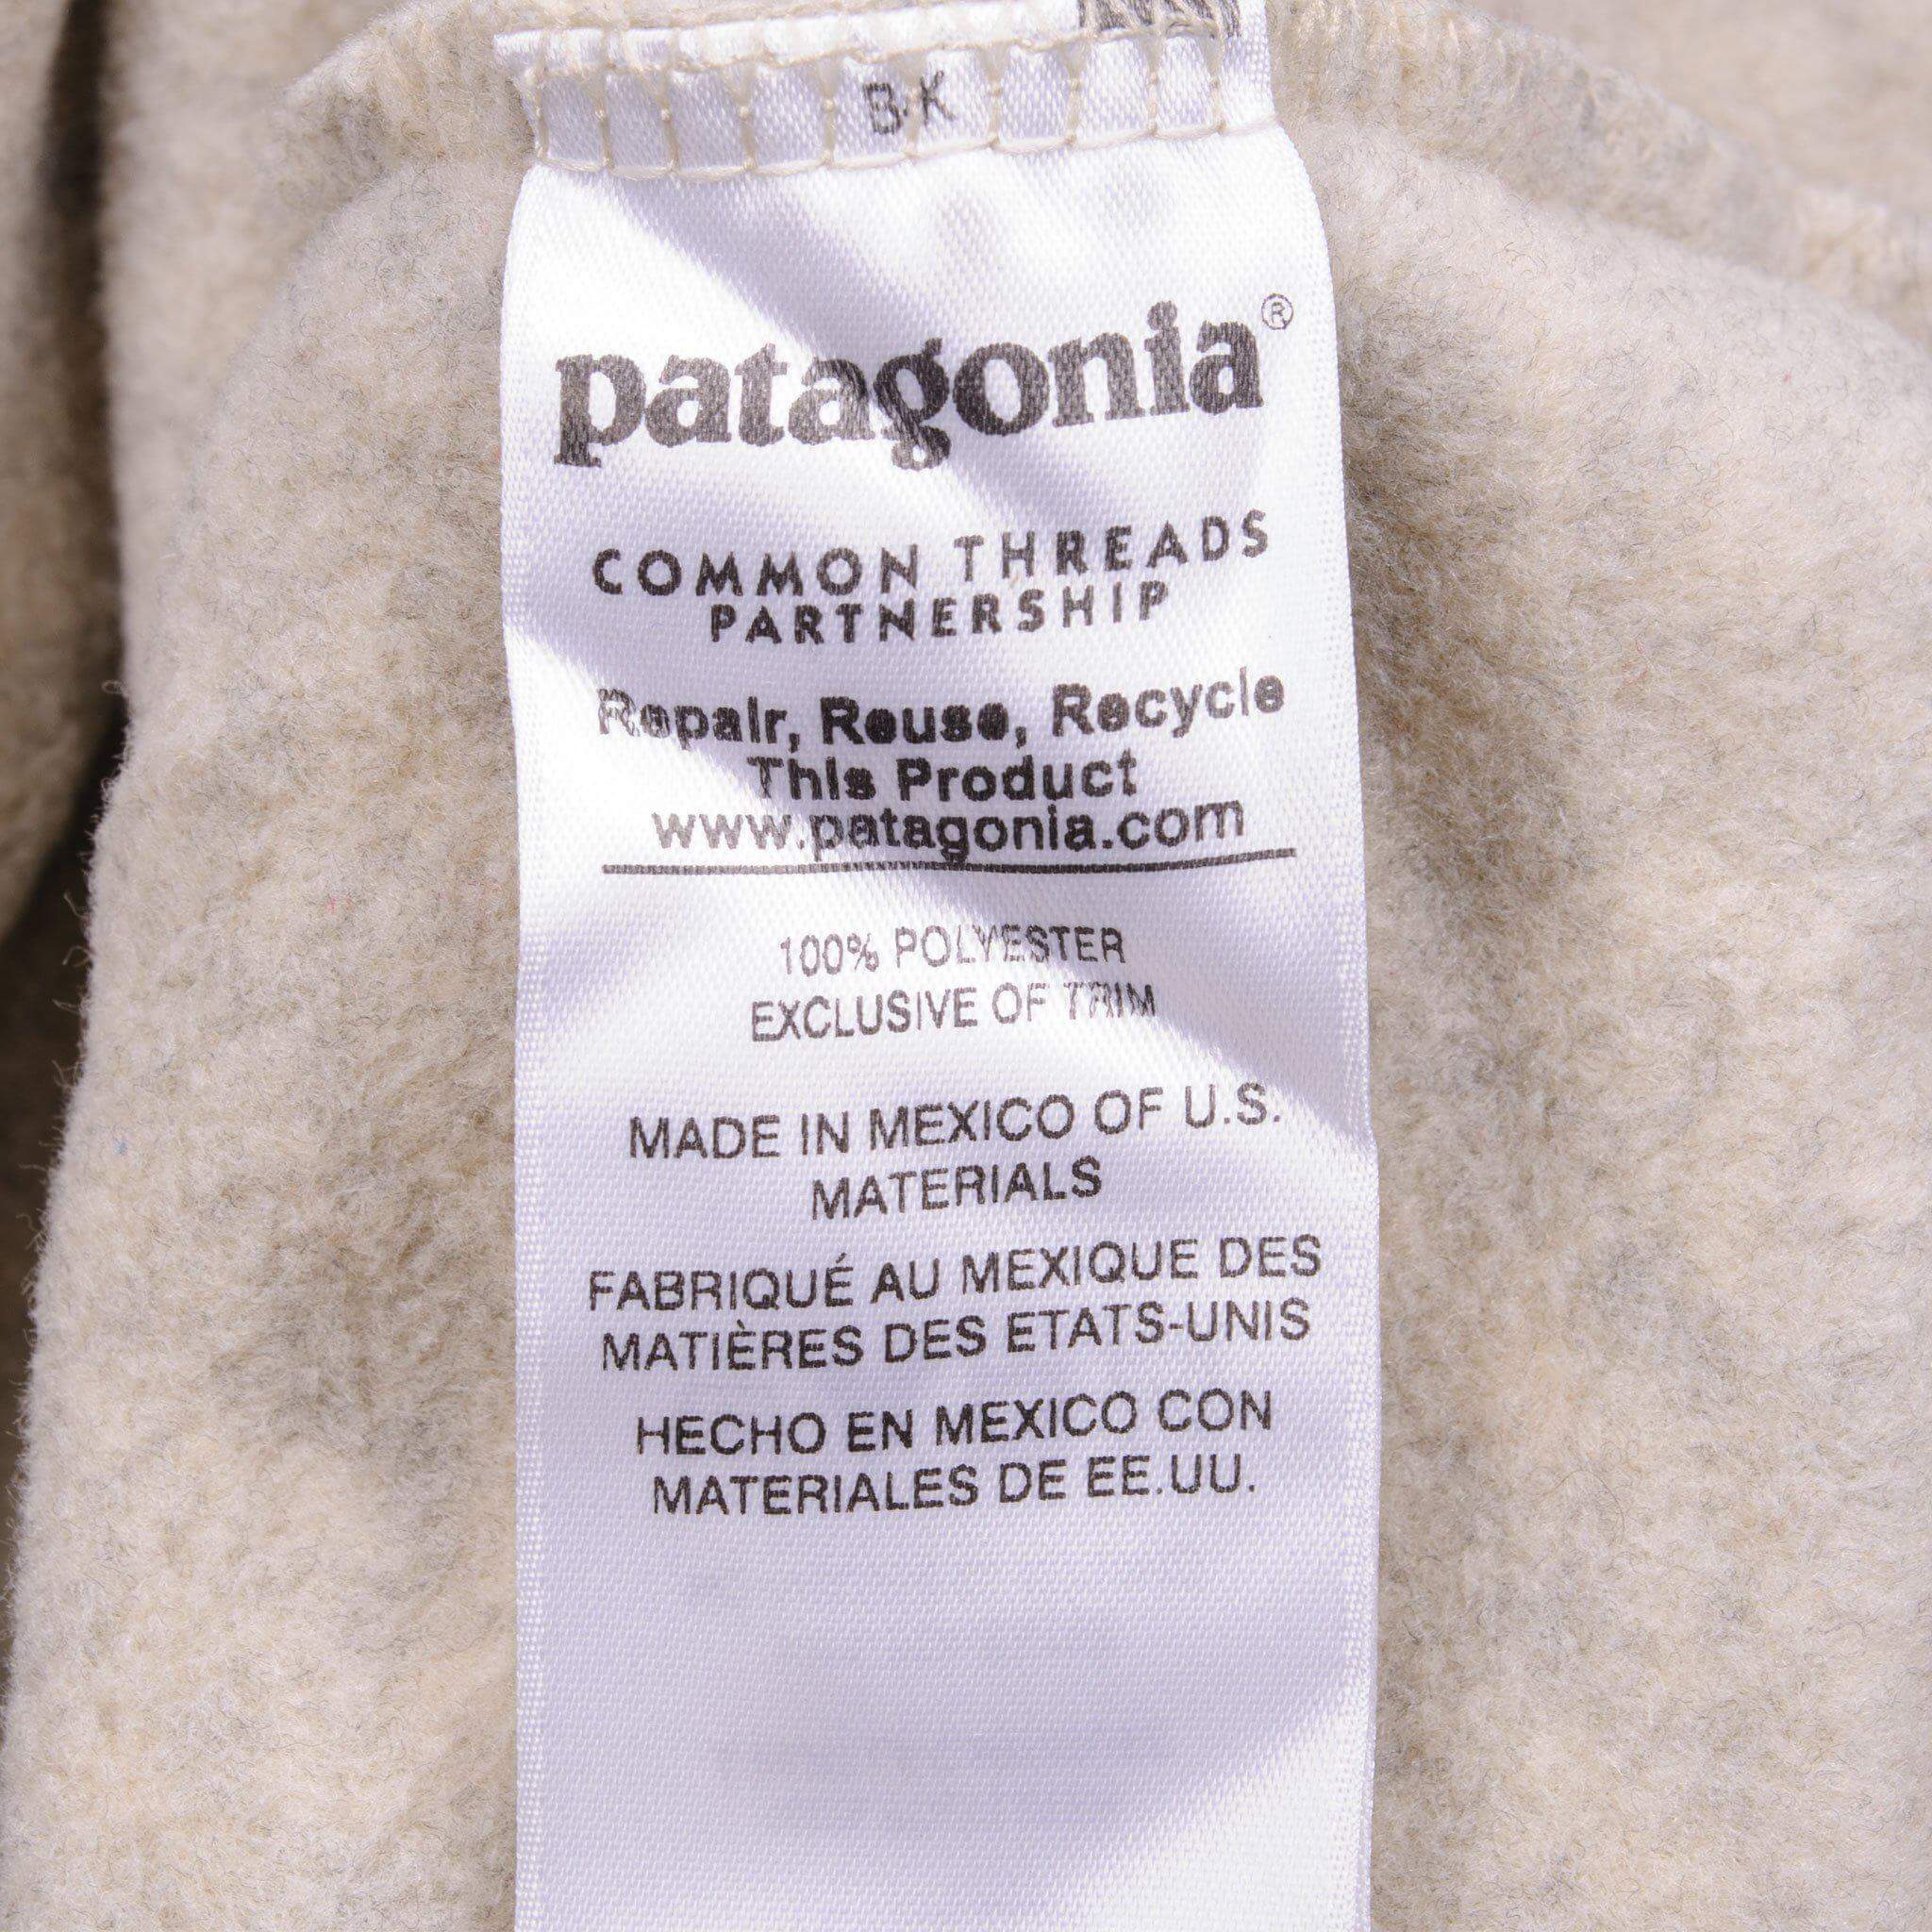 B·K
patagonia®
COMMON THREADS
PARTNERSHIP
Repair, Reuse, Recycle
This Product
www.patagonia.com
100% POLYESTER
EXCLUSIVE OF TRIM
MADE IN MEXICO OF U.S.
MATERIALS
FABRIQUÉ AU MEXIQUE DES
MATIÈRES DES ETATS-UNIS
HECHO EN MEXICO CON
MATERIALES DE EE.UU.